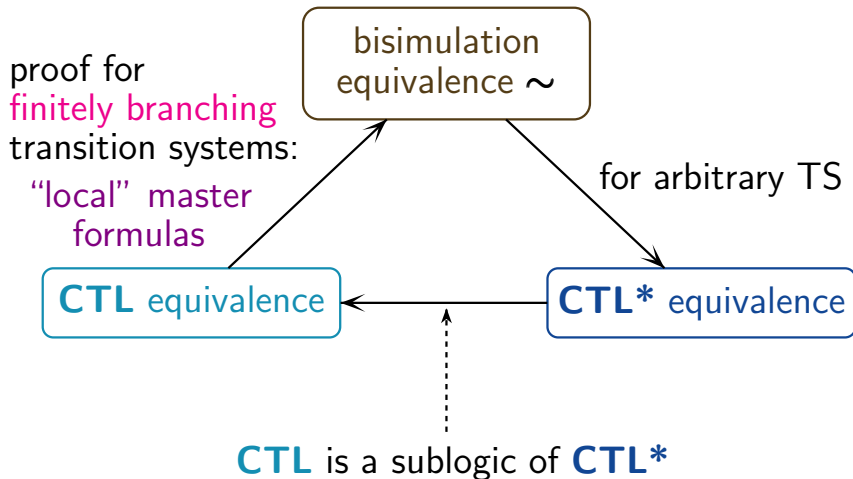 bisimulation
equivalence ∼
proof for
finitely branching
transition systems:
“local” master
formulas
for arbitrary TS
CTL equivalence
CTL* equivalence
CTL is a sublogic of CTL*